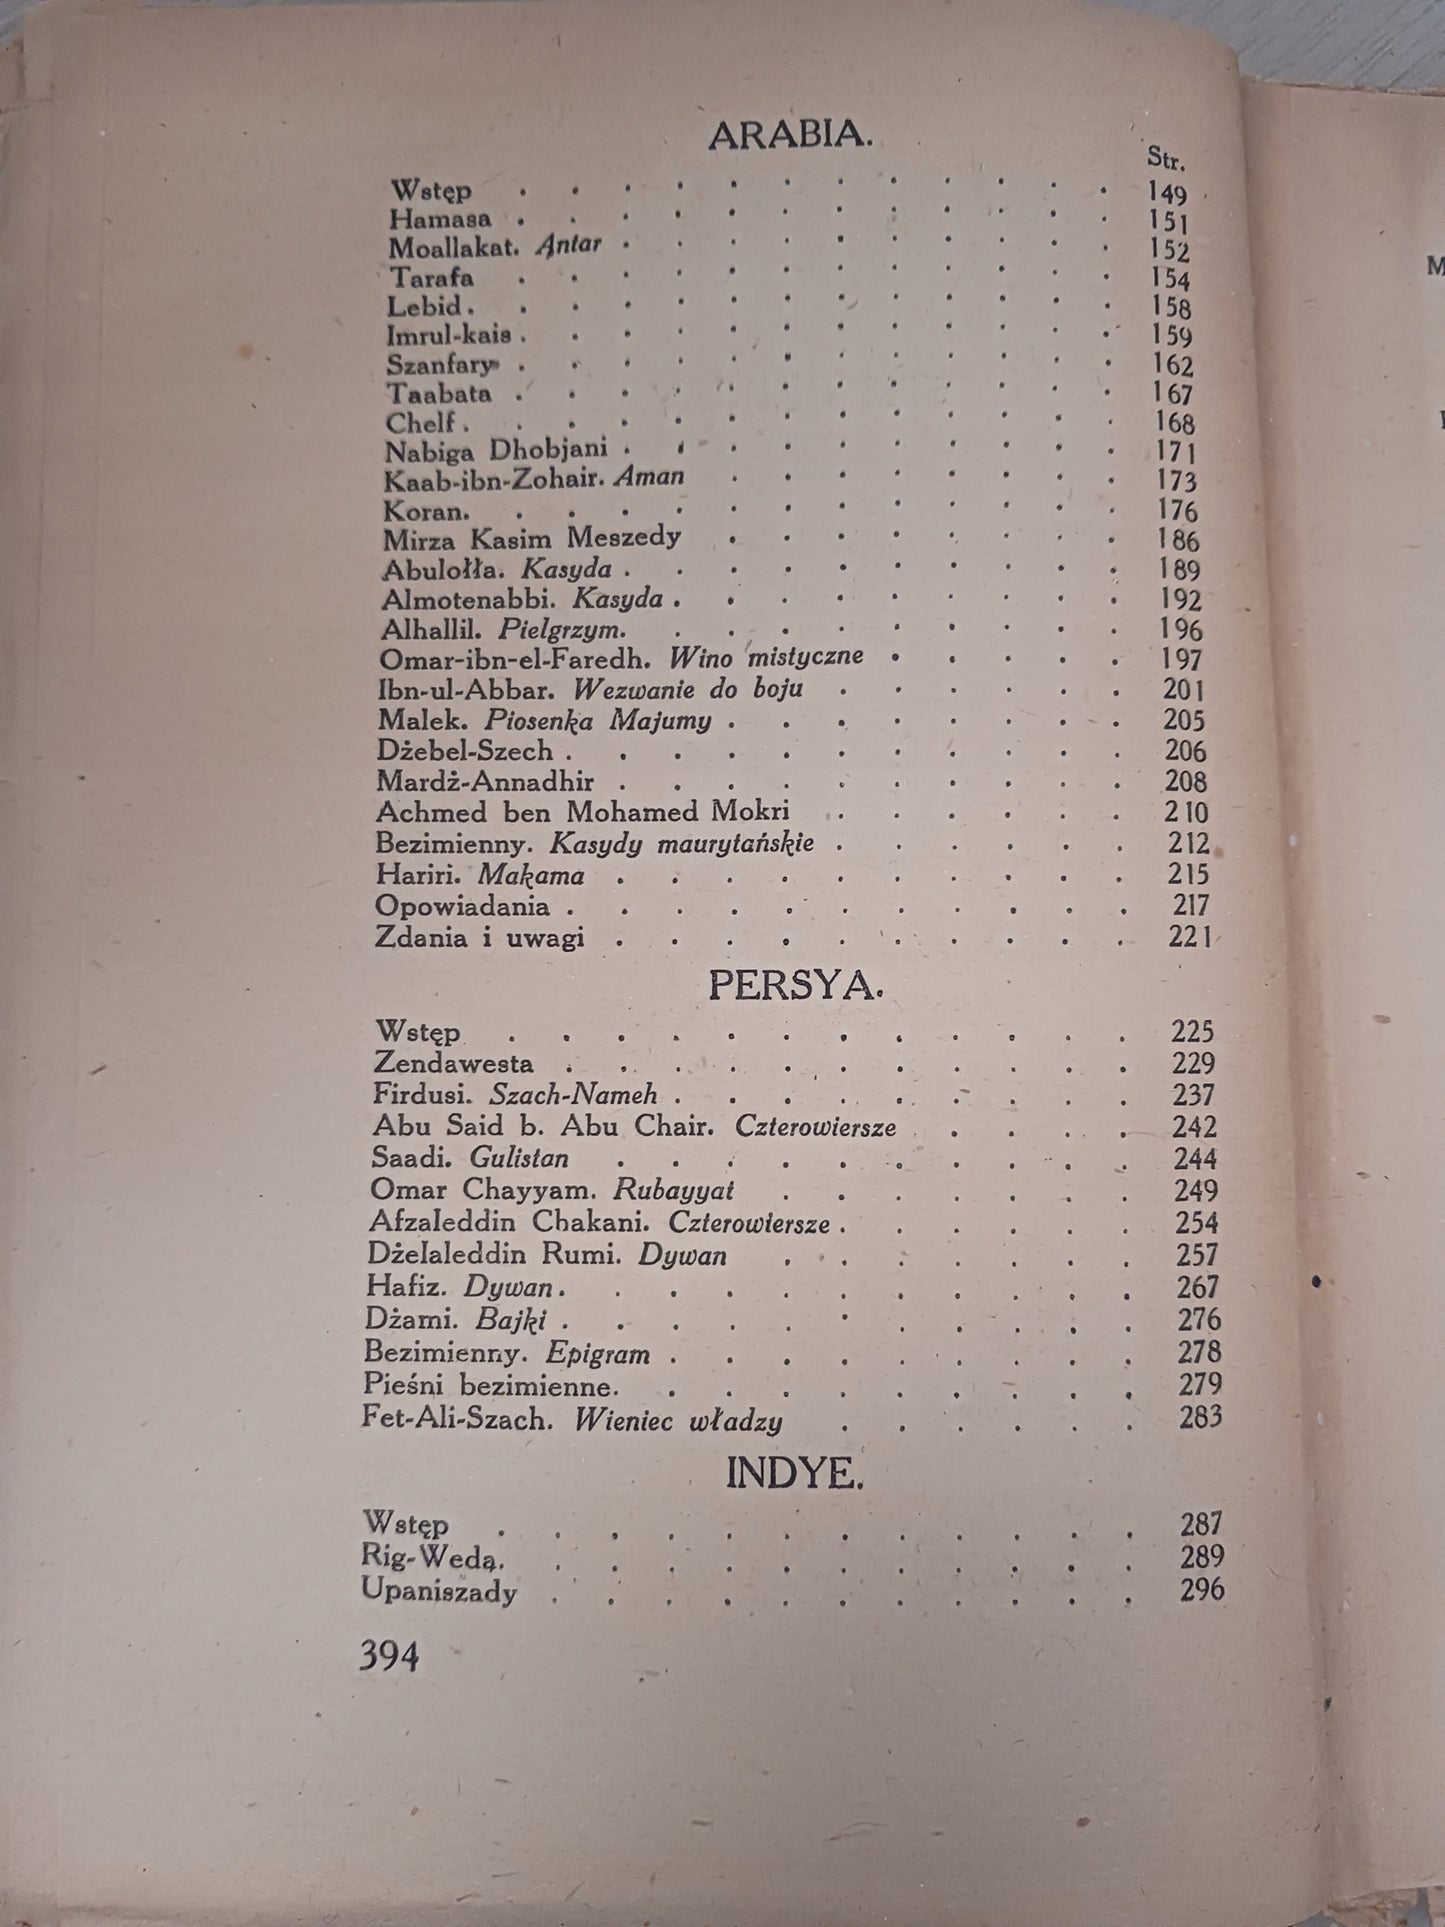 ARABIA.
Str.
Wstęp . . . . . . . . . . . . 149
Hamasa . . . . . . . . . . . . 151
Moallakat. Antar . . . . . . . . . . 152
Tarafa . . . . . . . . . . . . 154
Lebid . . . . . . . . . . . . . 158
Imrul-kais . . . . . . . . . . . . 159
Szanfary . . . . . . . . . . . . 162
Taabata . . . . . . . . . . . . 167
Chelf . . . . . . . . . . . . . 168
Nabiga Dhobjani . . . . . . . . . . 171
Kaab-ibn-Zohair. Aman . . . . . . . . 173
Koran. . . . . . . . . . . . . 176
Mirza Kasim Meszedy . . . . . . . . 186
Abulołła. Kasyda . . . . . . . . . . 189
Almotenabbi. Kasyda . . . . . . . . . 192
Alhallil. Pielgrzym. . . . . . . . . . 196
Omar-ibn-el-Faredh. Wino mistyczne . . . . . 197
Ibn-ul-Abbar. Wezwanie do boju . . . . . . 201
Malek. Piosenka Majumy . . . . . . . . 205
Dżebel-Szech . . . . . . . . . . . 206
Mardż-Annadhir . . . . . . . . . . 208
Achmed ben Mohamed Mokri . . . . . . 210
Bezimienny. Kasydy maurytańskie . . . . . . 212
Hariri. Makama . . . . . . . . . . 215
Opowiadania . . . . . . . . . . . 217
Zdania i uwagi . . . . . . . . . . 221
PERSYA.
Wstęp . . . . . . . . . . . . 225
Zendawesta . . . . . . . . . . . 229
Firdusi. Szach-Nameh . . . . . . . . . 237
Abu Said b. Abu Chair. Czterowiersze . . . . 242
Saadi. Gulistan . . . . . . . . . . 244
Omar Chayyam. Rubayyat . . . . . . . 249
Afzaleddin Chakani. Czterowiersze . . . . . . 254
Dżelaleddin Rumi. Dywan . . . . . . . 257
Hafiz. Dywan . . . . . . . . . . . 267
Dżami. Bajki . . . . . . . . . . . 276
Bezimienny. Epigram . . . . . . . . . 278
Pieśni bezimienne. . . . . . . . . . 279
Fet-Ali-Szach. Wieniec władzy . . . . . . 283
INDYE.
Wstęp . . . . . . . . . . . . 287
Rig-Weda. . . . . . . . . . . . 289
Upaniszady . . . . . . . . . . . 296
394